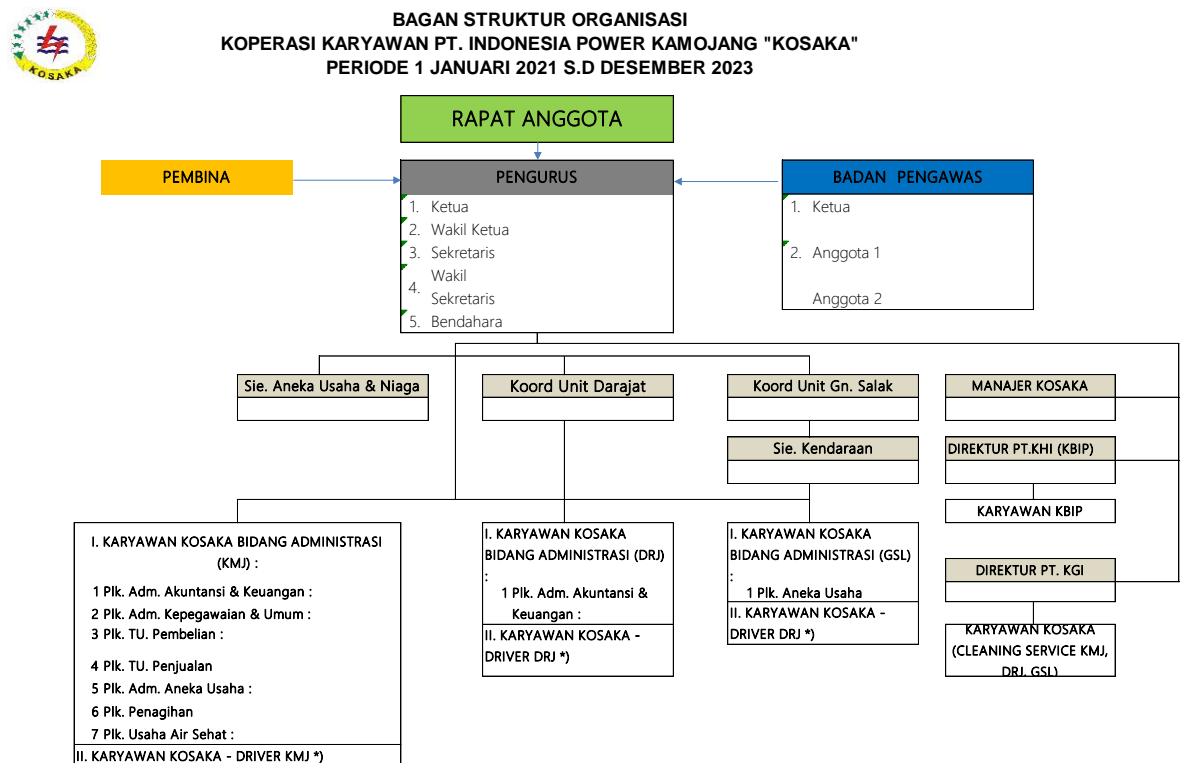 KOSAKA
BAGAN STRUKTUR ORGANISASI
KOPERASI KARYAWAN PT. INDONESIA POWER KAMOJANG "KOSAKA"
PERIODE 1 JANUARI 2021 S.D DESEMBER 2023
RAPAT ANGGOTA
PEMBINA
PENGURUS
1. Ketua
2. Wakil Ketua
3. Sekretaris
4. Wakil
Sekretaris
5. Bendahara
BADAN PENGAWAS
1. Ketua
2. Anggota 1
Anggota 2
Sie. Aneka Usaha & Niaga
Koord Unit Darajat
Koord Unit Gn. Salak
MANAJER KOSAKA
Sie. Kendaraan
DIREKTUR PT.KHI (KBIP)
KARYAWAN KBIP
I. KARYAWAN KOSAKA BIDANG ADMINISTRASI
(KMJ) :
1 Plk. Adm. Akuntansi & Keuangan :
2 Plk. Adm. Kepegawaian & Umum :
3 Plk. TU. Pembelian :
4 Plk. TU. Penjualan
5 Plk. Adm. Aneka Usaha :
6 Plk. Penagihan
7 Plk. Usaha Air Sehat :
II. KARYAWAN KOSAKA - DRIVER KMJ *)
I. KARYAWAN KOSAKA
BIDANG ADMINISTRASI (DRJ)
:
1 Plk. Adm. Akuntansi &
Keuangan :
II. KARYAWAN KOSAKA -
DRIVER DRJ *)
I. KARYAWAN KOSAKA
BIDANG ADMINISTRASI (GSL)
:
1 Plk. Aneka Usaha
II. KARYAWAN KOSAKA -
DRIVER DRJ *)
DIREKTUR PT. KGI
KARYAWAN KOSAKA
(CLEANING SERVICE KMJ,
DRJ, GSL)